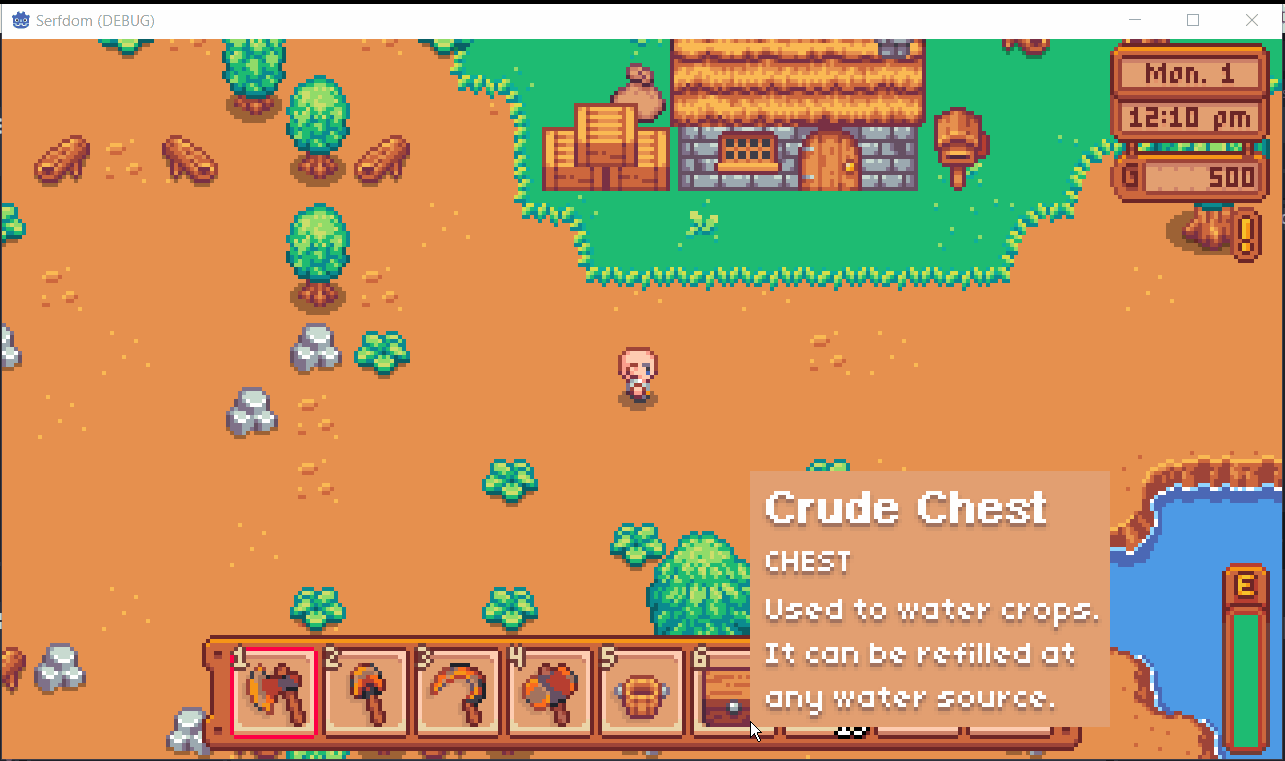 Serfdom (DEBUG)
Mon. 1
12:10 pm
G 500
!
Crude Chest
CHEST
Used to water crops.
It can be refilled at
any water source.
E
1 2 3 4 5 6